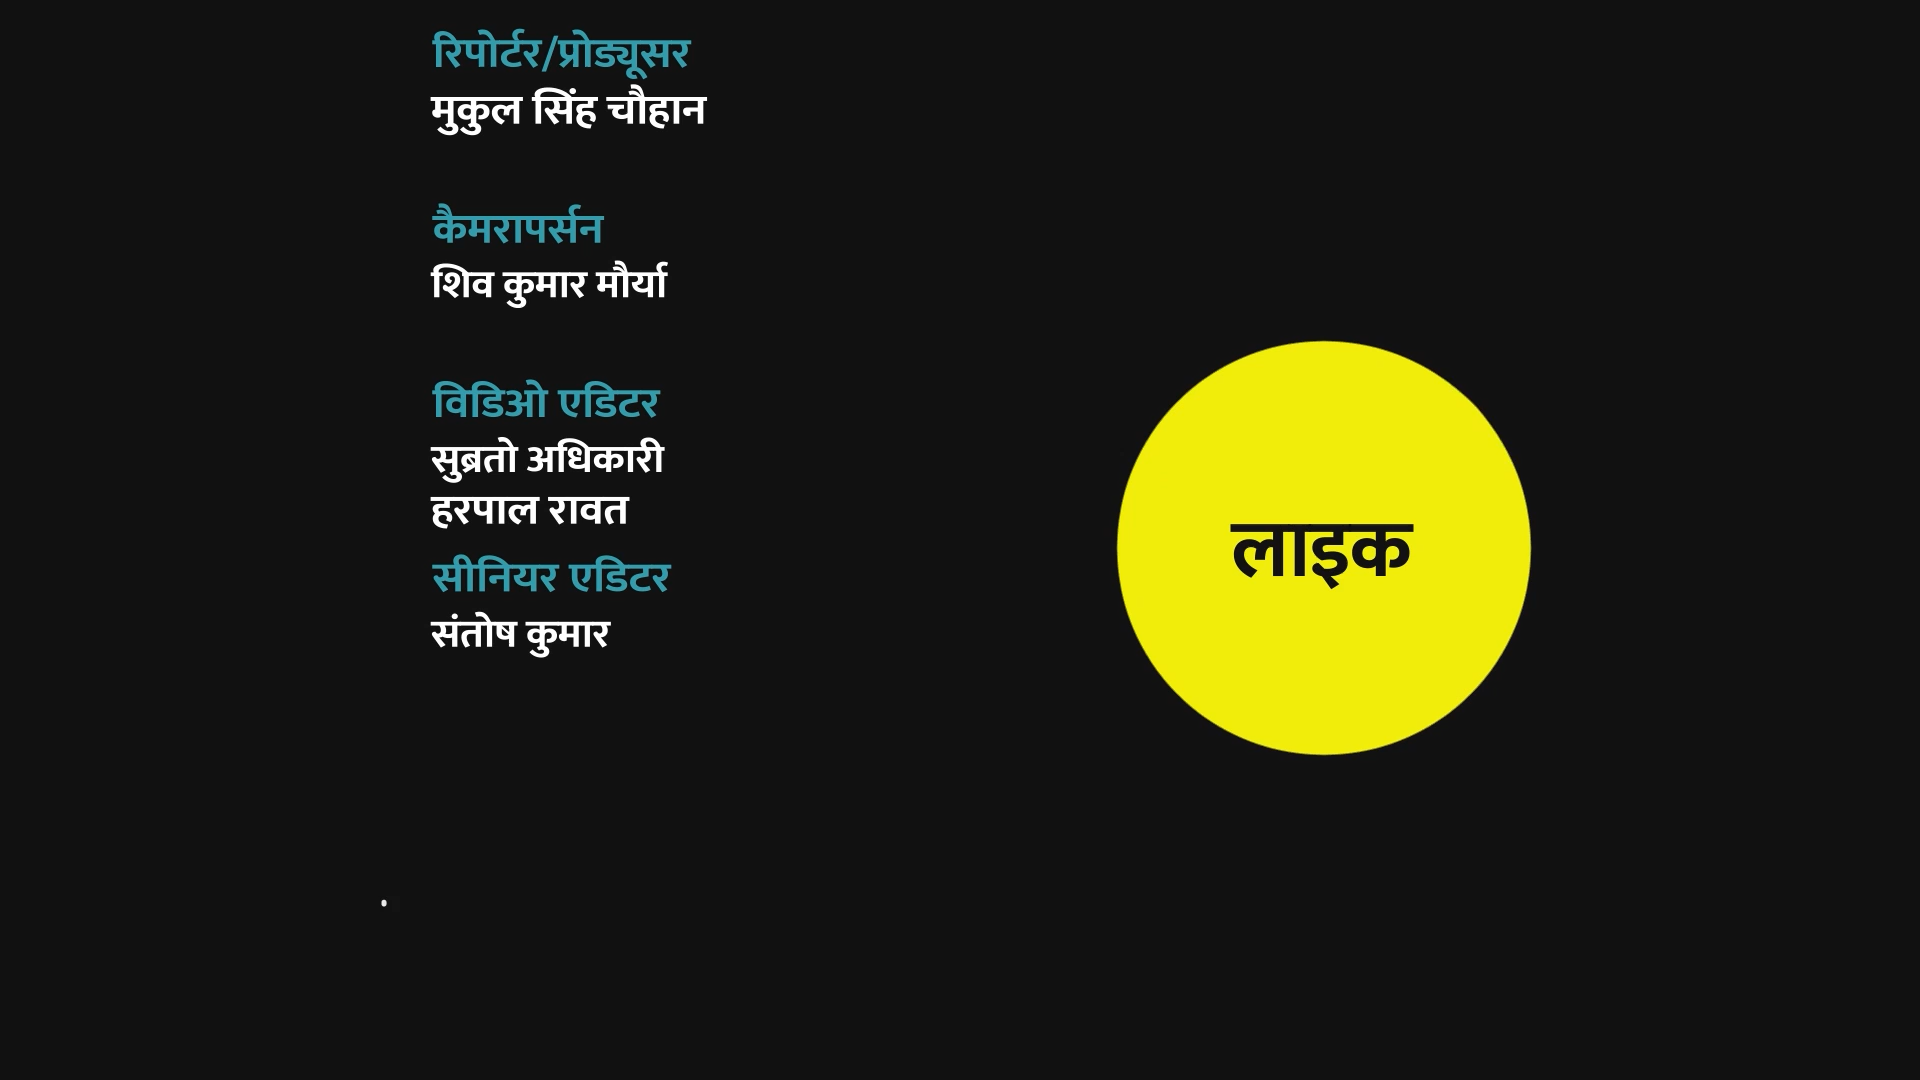 रिपोर्टर/प्रोड्यूसर
मुकुल सिंह चौहान
कैमरापर्सन
शिव कुमार मौर्या
विडिओ एडिटर
सुब्रतो अधिकारी
हरपाल रावत
सीनियर एडिटर
संतोष कुमार
लाइक